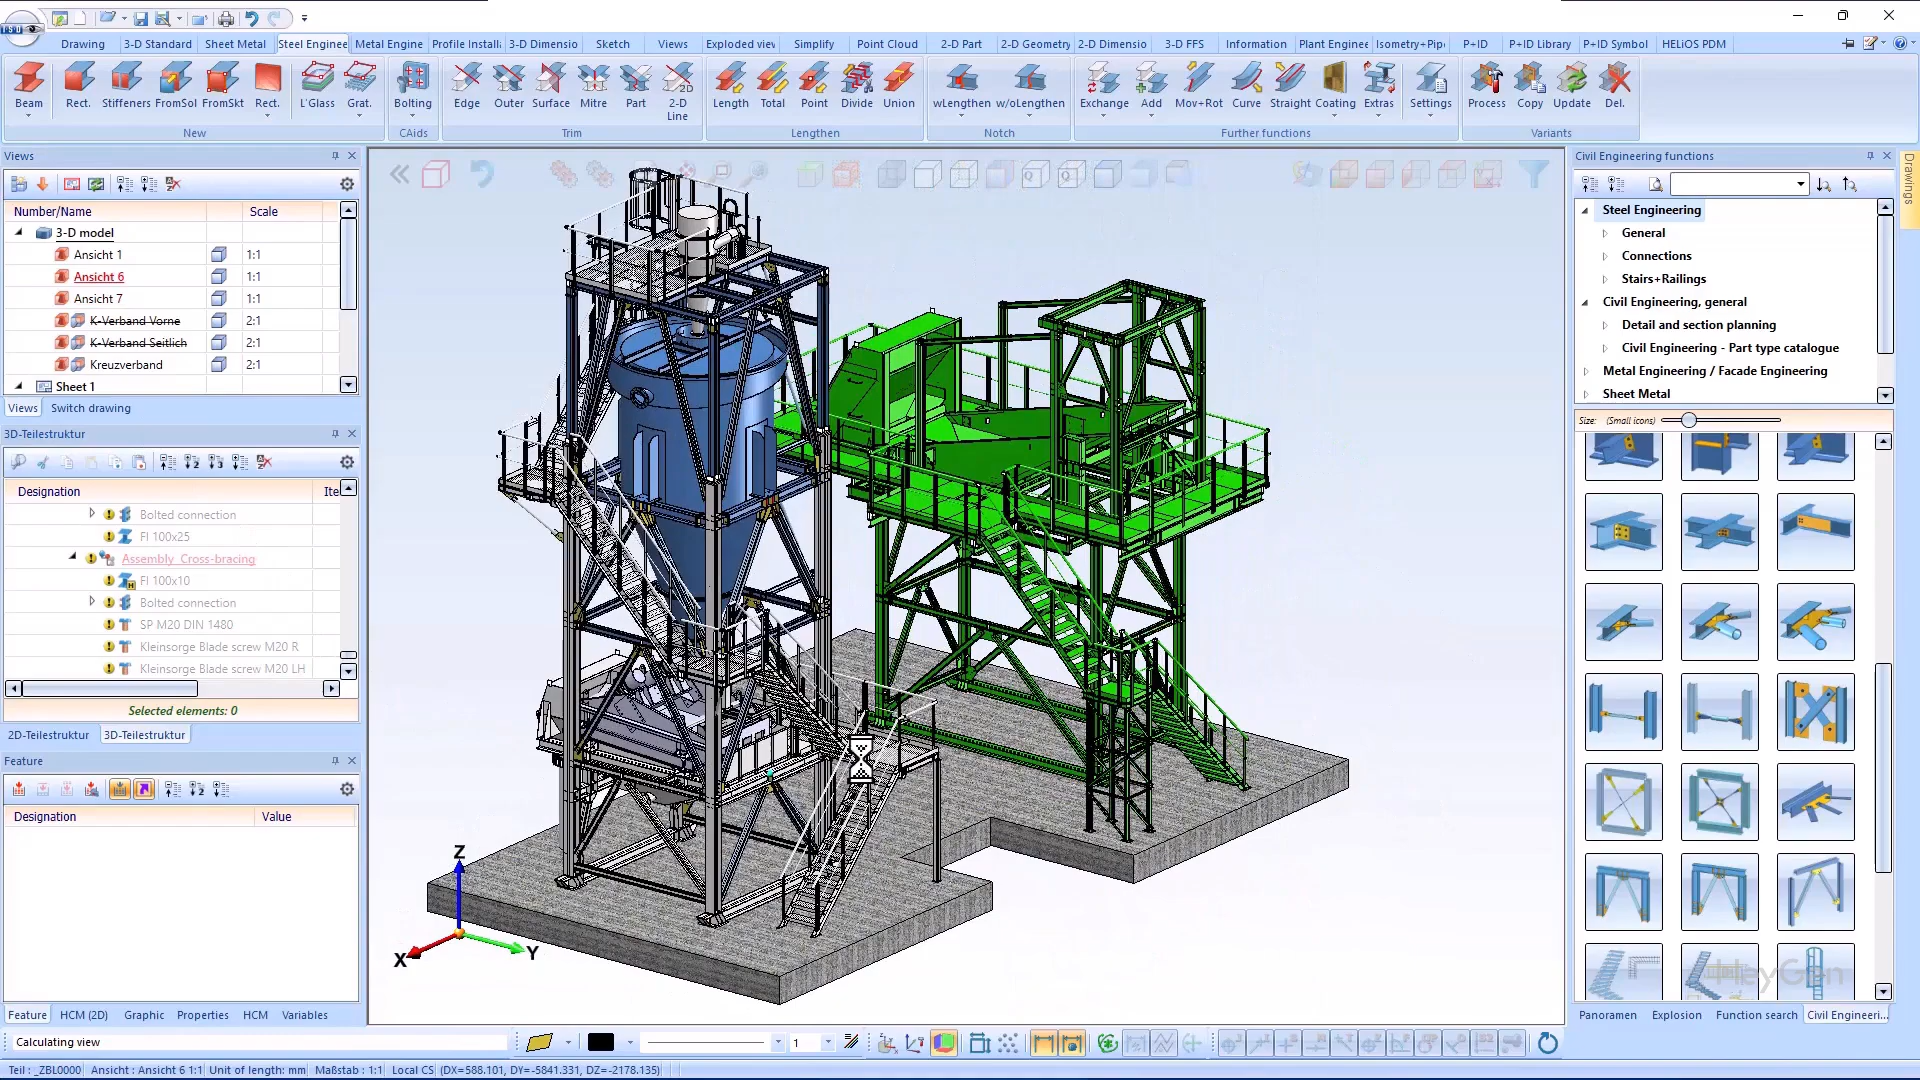 Drawing 3-D Standard Sheet Metal Steel Enginee Metal Engine Profile Install 3-D Dimensio Sketch Views Exploded view Simplify Point Cloud 2-D Part 2-D Geometry 2-D Dimensio 3-D FFS Information Plant Enginee Isometry+Pip P+ID P+ID Library P+ID Symbol HELiOS PDM
Beam Rect. Stiffeners FromSol FromSkt Rect. L'Glass Grat. Bolting Edge Outer Surface Mitre Part 2-D Line Length Total Point Divide Union wLengthen w/oLengthen Exchange Add Mov+Rot Curve Straight Coating Extras Settings Process Copy Update Del.
New CAids Trim Lengthen Notch Further functions Variants
Views
Number/Name Scale
3-D model
Ansicht 1 1:1
Ansicht 6 1:1
Ansicht 7 1:1
K-Verband Vorne 2:1
K-Verband Seitlich 2:1
Kreuzverband 2:1
Sheet 1
Views Switch drawing
3D-Teilestruktur
Designation Ite
Bolted connection
Fl 100x25
Assembly Cross-bracing
Fl 100x10
Bolted connection
SP M20 DIN 1480
Kleinsorge Blade screw M20 R
Kleinsorge Blade screw M20 LH
Selected elements: 0
2D-Teilestruktur 3D-Teilestruktur
Feature
Designation Value
Feature HCM (2D) Graphic Properties HCM Variables
Z
X
Y
Civil Engineering functions
Drawings
Steel Engineering
General
Connections
Stairs+Railings
Civil Engineering, general
Detail and section planning
Civil Engineering - Part type catalogue
Metal Engineering / Facade Engineering
Sheet Metal
Size: (Small icons)
HeyGen
Panoramen Explosion Function search Civil Engineeri...
Calculating view 1
Teil : _ZBL0000 Ansicht : Ansicht 6 1:1 Unit of length: mm Maßstab : 1:1 Local CS (DX=588.101, DY=-5841.331, DZ=-2178.135)